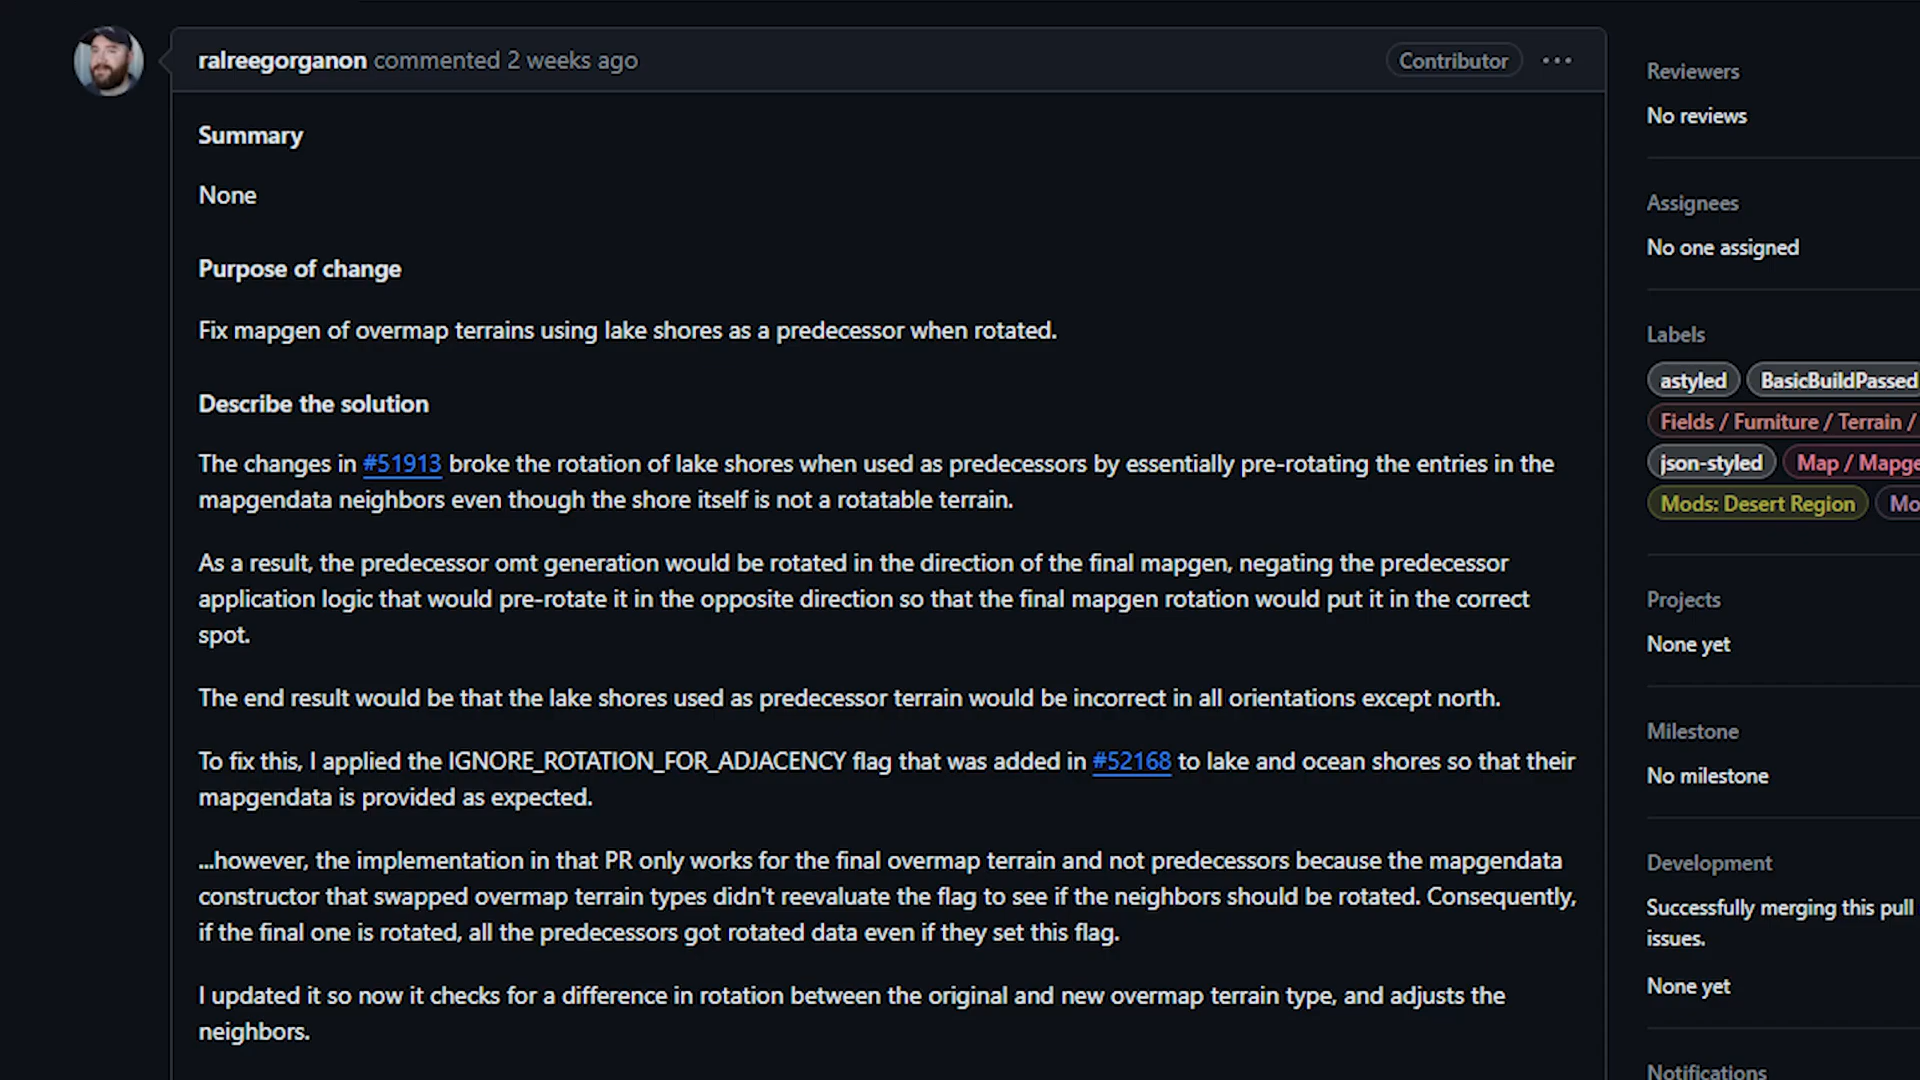 ralreegorganon commented 2 weeks ago
Contributor
Summary
None
Purpose of change
Fix mapgen of overmap terrains using lake shores as a predecessor when rotated.
Describe the solution
The changes in #51913 broke the rotation of lake shores when used as predecessors by essentially pre-rotating the entries in the
mapgendata neighbors even though the shore itself is not a rotatable terrain.
As a result, the predecessor omt generation would be rotated in the direction of the final mapgen, negating the predecessor
application logic that would pre-rotate it in the opposite direction so that the final mapgen rotation would put it in the correct
spot.
The end result would be that the lake shores used as predecessor terrain would be incorrect in all orientations except north.
To fix this, I applied the IGNORE_ROTATION_FOR_ADJACENCY flag that was added in #52168 to lake and ocean shores so that their
mapgendata is provided as expected.
...however, the implementation in that PR only works for the final overmap terrain and not predecessors because the mapgendata
constructor that swapped overmap terrain types didn't reevaluate the flag to see if the neighbors should be rotated. Consequently,
if the final one is rotated, all the predecessors got rotated data even if they set this flag.
I updated it so now it checks for a difference in rotation between the original and new overmap terrain type, and adjusts the
neighbors.
Reviewers
No reviews
Assignees
No one assigned
Labels
astyled BasicBuildPassed
Fields / Furniture / Terrain /
json-styled Map / Mapge
Mods: Desert Region Mo
Projects
None yet
Milestone
No milestone
Development
Successfully merging this pull
issues.
None yet
Notifications